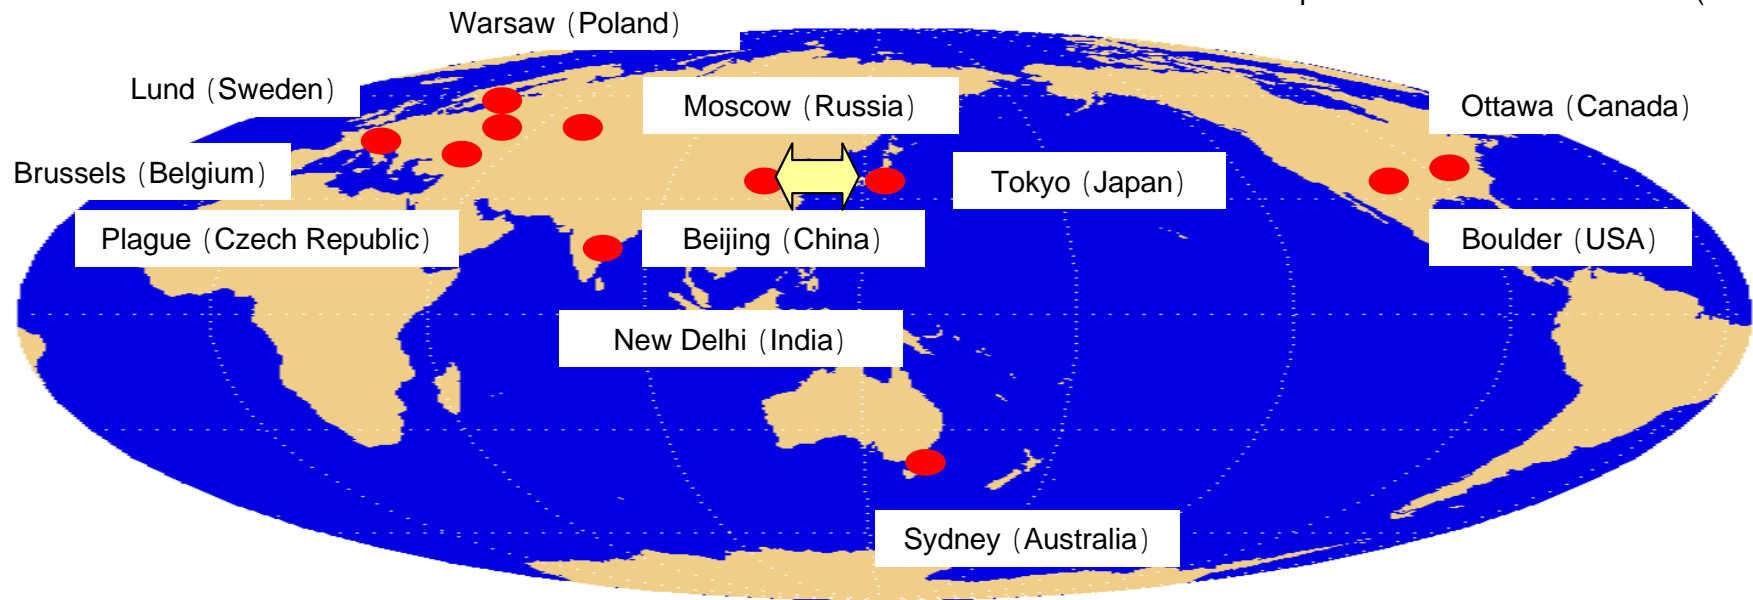 Warsaw (Poland)
Lund (Sweden)
Moscow (Russia)
Ottawa (Canada)
Brussels (Belgium)
Tokyo (Japan)
Plague (Czech Republic)
Beijing (China)
Boulder (USA)
New Delhi (India)
Sydney (Australia)